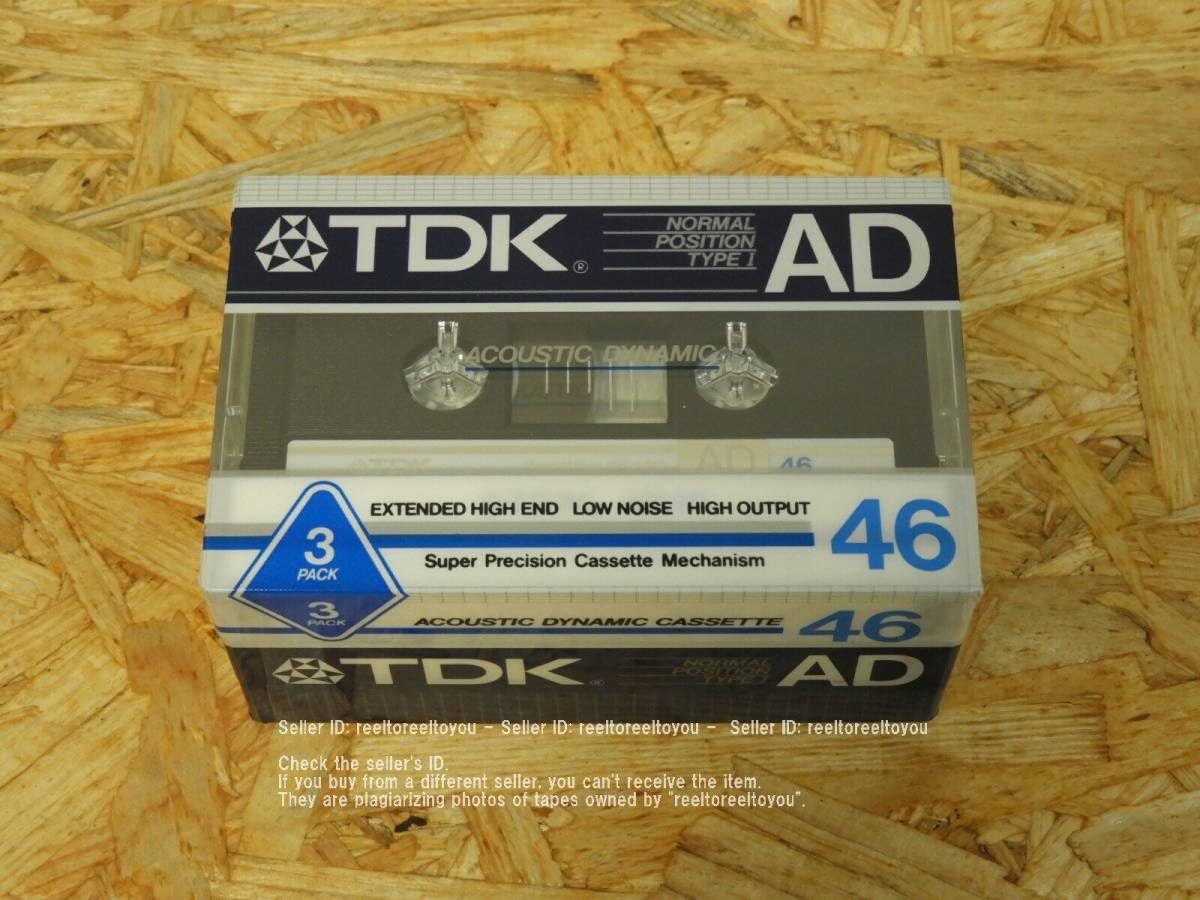 TDK® NORMAL POSITION TYPE I AD
ACOUSTIC DYNAMIC
TDK AD 46
EXTENDED HIGH END LOW NOISE HIGH OUTPUT 46
3 PACK
Super Precision Cassette Mechanism
3 PACK
ACOUSTIC DYNAMIC CASSETTE 46
TDK® NORMAL POSITION TYPE I AD
Seller ID: reeltoreeltoyou - Seller ID: reeltoreeltoyou - Seller ID: reeltoreeltoyou
Check the seller's ID.
If you buy from a different seller, you can't receive the item.
They are plagiarizing photos of tapes owned by "reeltoreeltoyou".